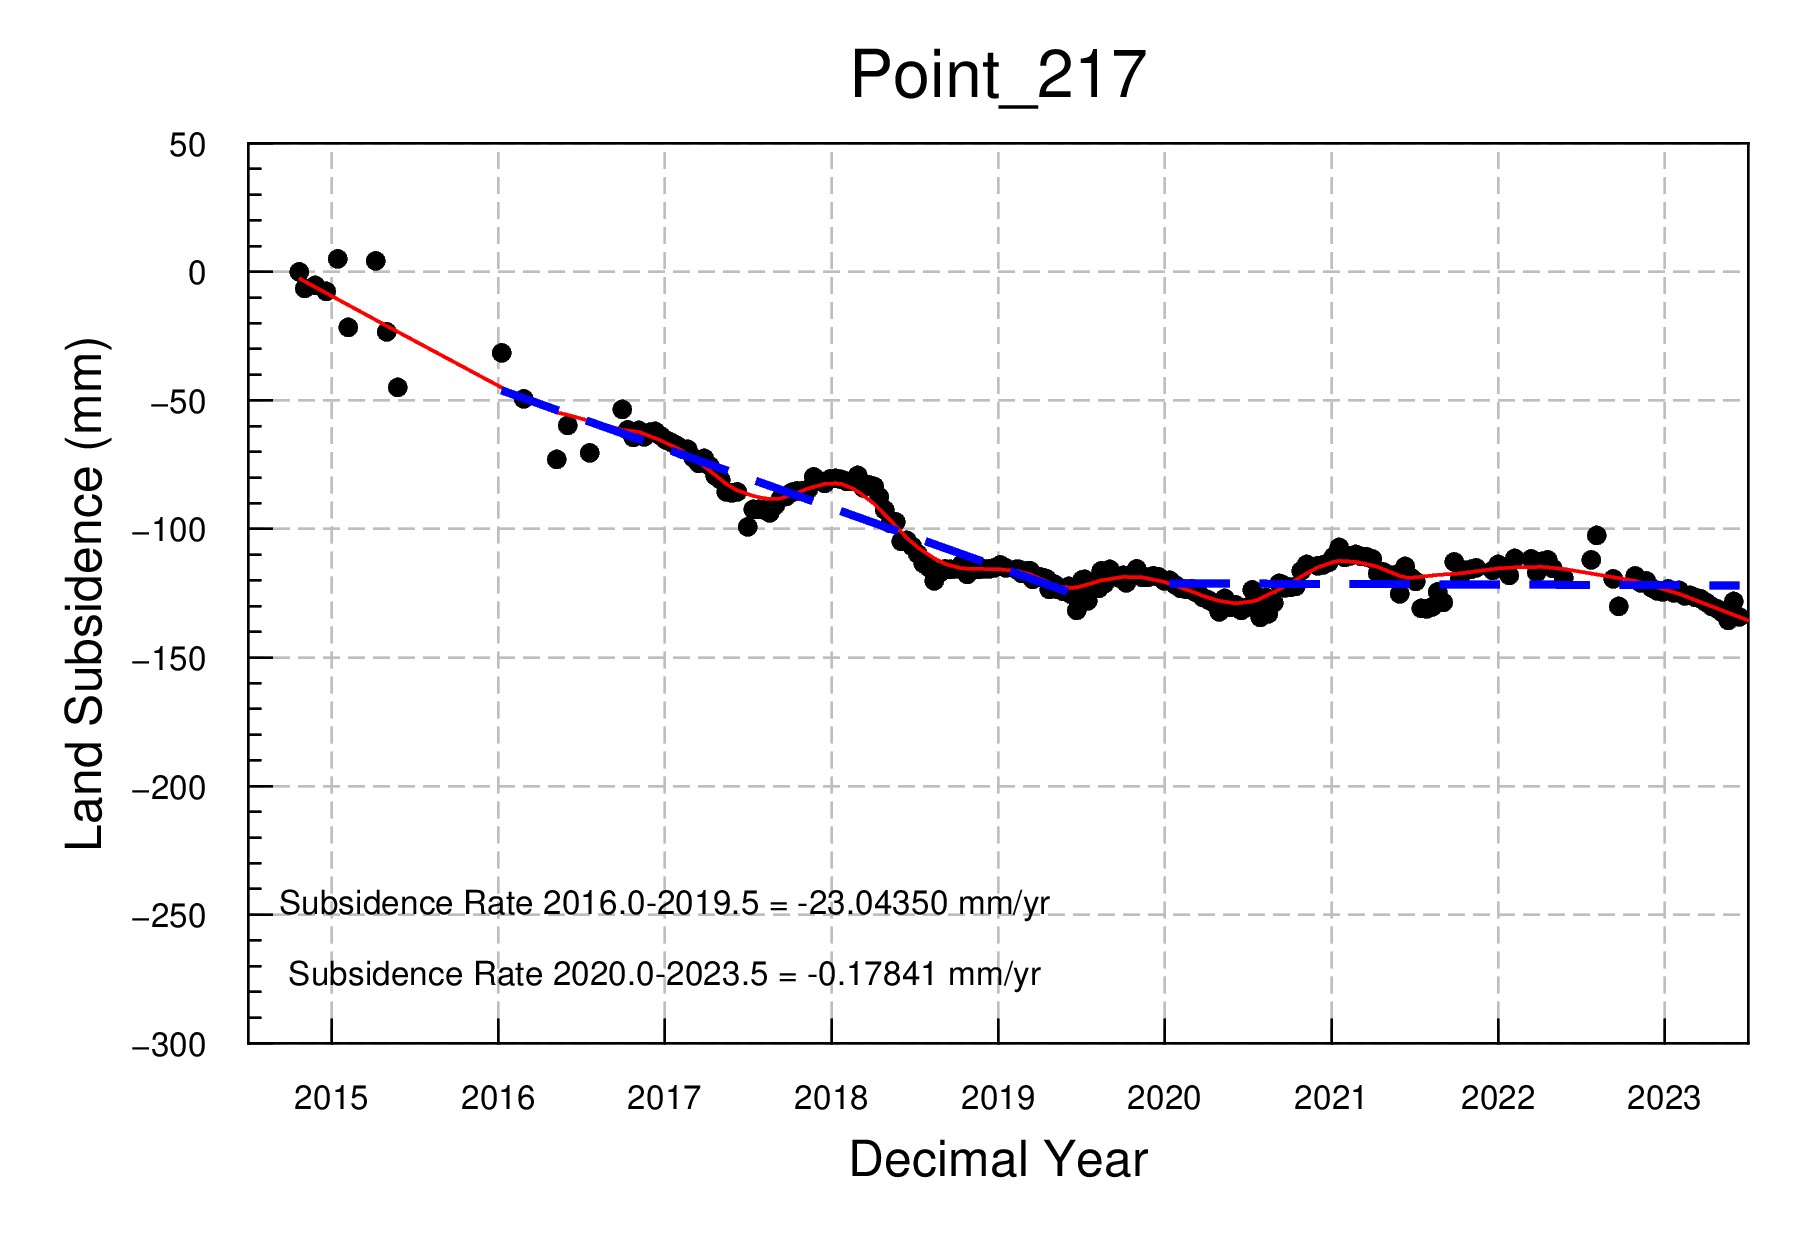 Point_217
50
0
−50
−100
−150
−200
−250
−300
Land Subsidence (mm)
Subsidence Rate 2016.0-2019.5 = -23.04350 mm/yr
Subsidence Rate 2020.0-2023.5 = -0.17841 mm/yr
2015 2016 2017 2018 2019 2020 2021 2022 2023
Decimal Year